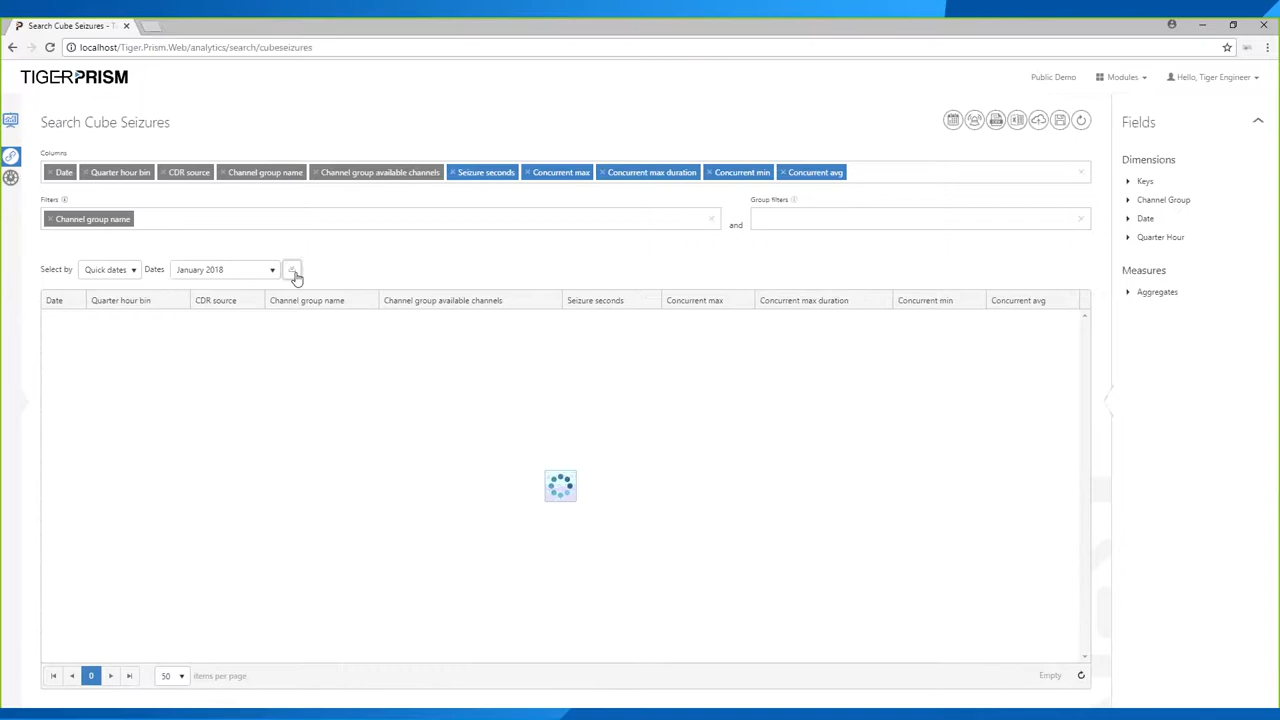 Search Cube Seizures - Ti
localhost/Tiger.Prism.Web/analytics/search/cubeseizures
TIGERPRISM
Public Demo
Modules
Hello, Tiger Engineer
Search Cube Seizures
Columns
× Date × Quarter hour bin × CDR source × Channel group name × Channel group available channels × Seizure seconds × Concurrent max × Concurrent max duration × Concurrent min × Concurrent avg
Filters
Group filters
× Channel group name
and
Select by Quick dates Dates January 2018
Date Quarter hour bin CDR source Channel group name Channel group available channels Seizure seconds Concurrent max Concurrent max duration Concurrent min Concurrent avg
0 50 items per page
Empty
Fields
Dimensions
Keys
Channel Group
Date
Quarter Hour
Measures
Aggregates